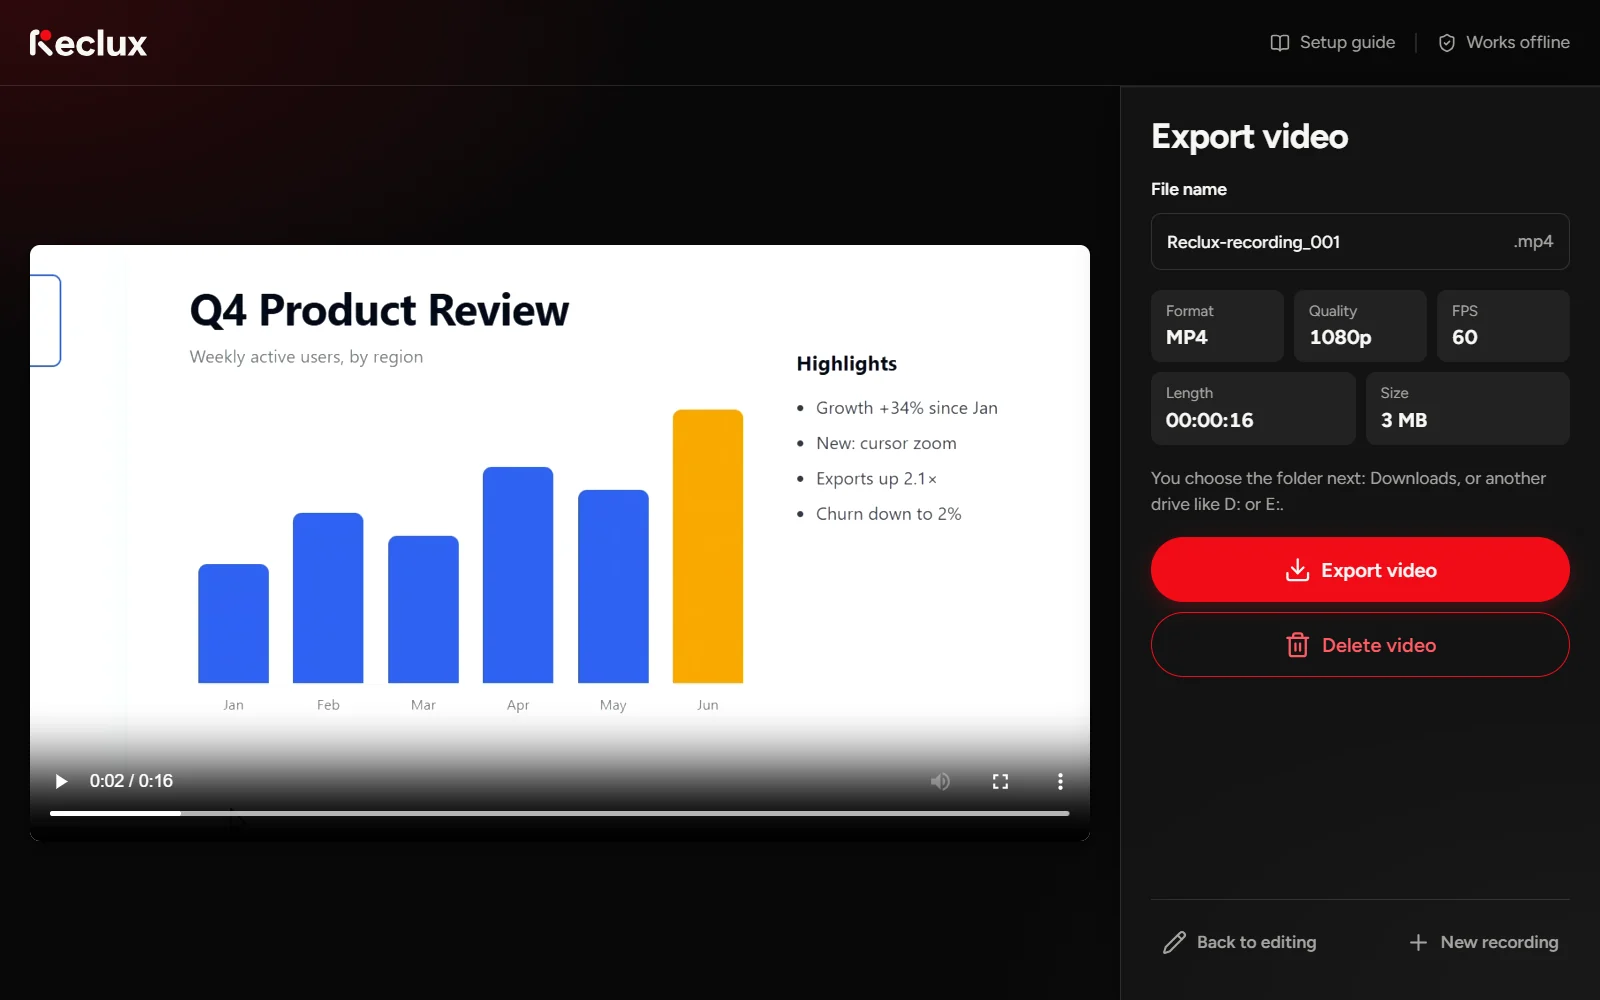 Reclux
Setup guide
Works offline
Q4 Product Review
Weekly active users, by region
Highlights
• Growth +34% since Jan
• New: cursor zoom
• Exports up 2.1×
• Churn down to 2%
Jan Feb Mar Apr May Jun
0:02 / 0:16
Export video
File name
Reclux-recording_001 .mp4
Format
MP4
Quality
1080p
FPS
60
Length
00:00:16
Size
3 MB
You choose the folder next: Downloads, or another
drive like D: or E:.
Export video
Delete video
Back to editing
New recording